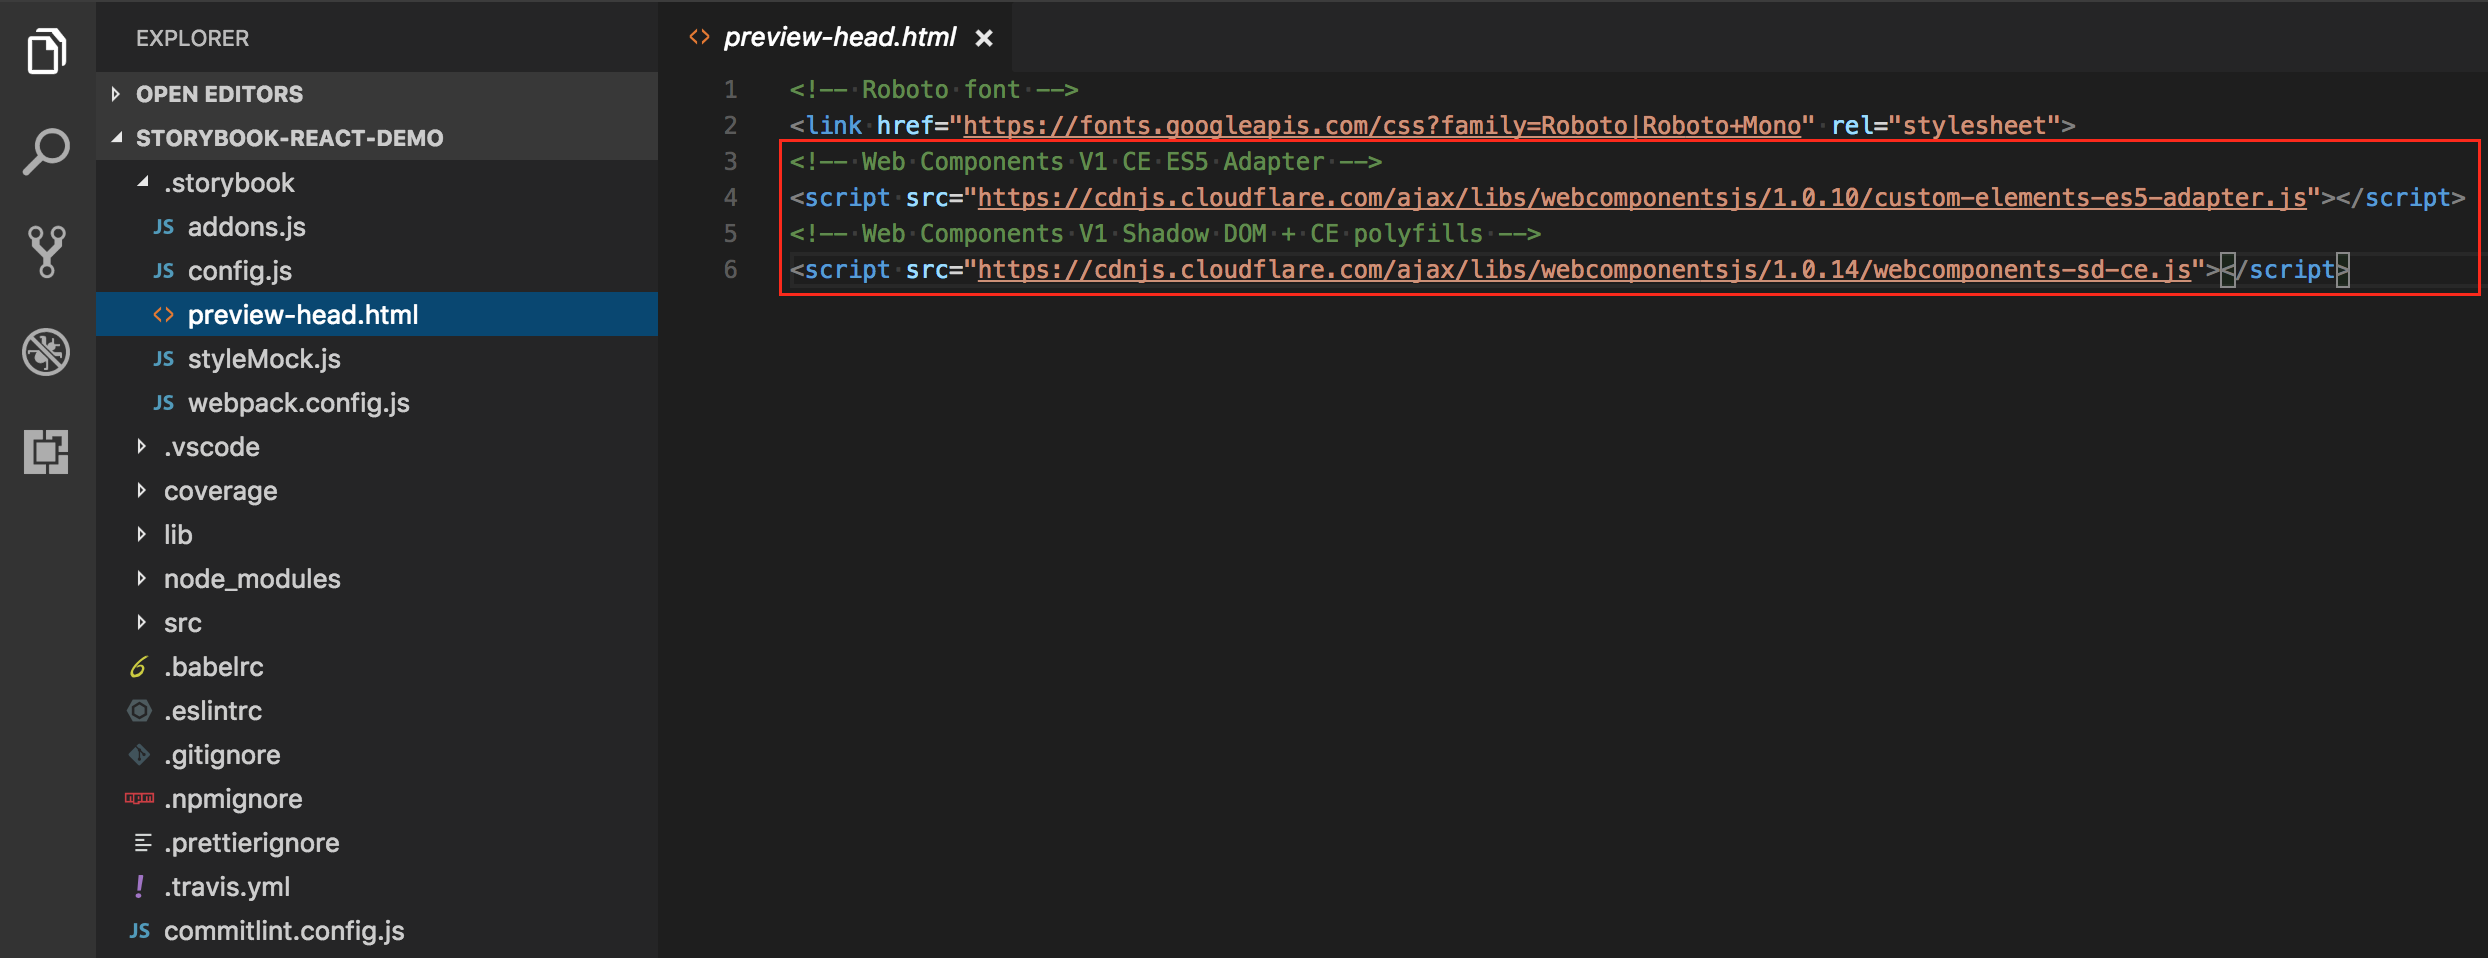 EXPLORER
OPEN EDITORS
STORYBOOK-REACT-DEMO
.storybook
JS addons.js
JS config.js
<> preview-head.html
JS styleMock.js
JS webpack.config.js
.vscode
coverage
lib
node_modules
src
6 .babelrc
.eslintrc
.gitignore
npm .npmignore
.prettierignore
! .travis.yml
JS commitlint.config.js
<> preview-head.html ×
1 <!-- Roboto font -->
2 <link href="https://fonts.googleapis.com/css?family=Roboto|Roboto+Mono" rel="stylesheet">
3 <!-- Web Components V1 CE ES5 Adapter -->
4 <script src="https://cdnjs.cloudflare.com/ajax/libs/webcomponentsjs/1.0.10/custom-elements-es5-adapter.js"></script>
5 <!-- Web Components V1 Shadow DOM + CE polyfills -->
6 <script src="https://cdnjs.cloudflare.com/ajax/libs/webcomponentsjs/1.0.14/webcomponents-sd-ce.js"></script>